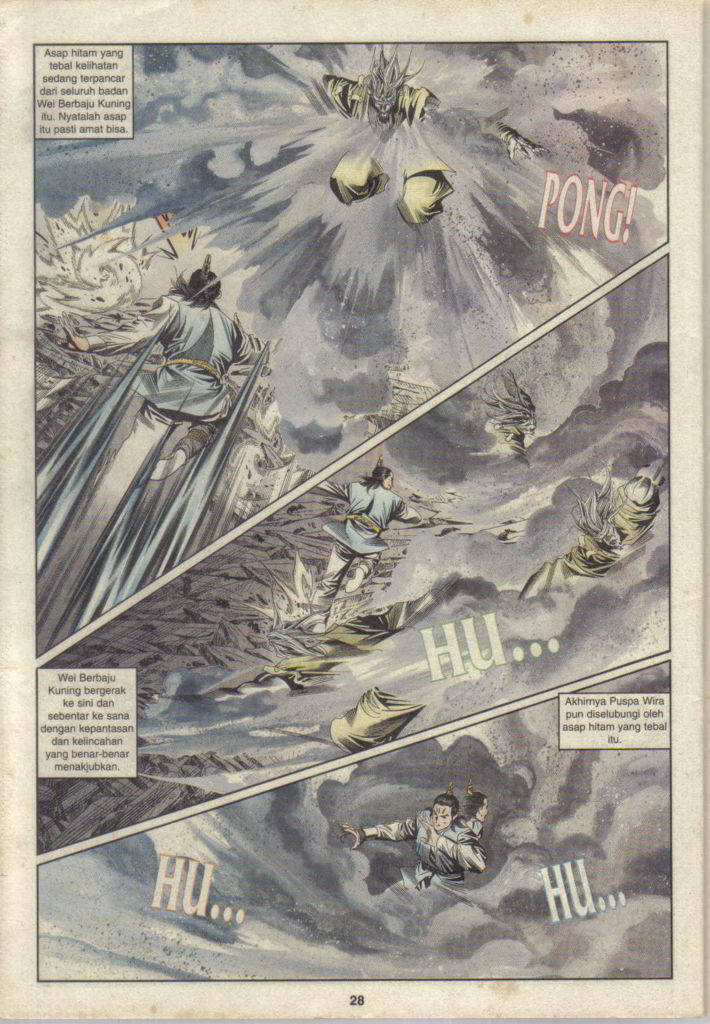 Asap hitam yang
tebal kelihatan
sedang terpancar
dari seluruh badan
Wei Berbaju Kuning
itu. Nyatalah asap
itu pasti amat bisa.
PONG!
HU...
Wei Berbaju
Kuning bergerak
ke sini dan
sebentar ke sana
dengan kepantasan
dan kelincahan
yang benar-benar
menakjubkan.
Akhirnya Puspa Wira
pun diselubungi oleh
asap hitam yang tebal
itu.
HU...
HU...
28